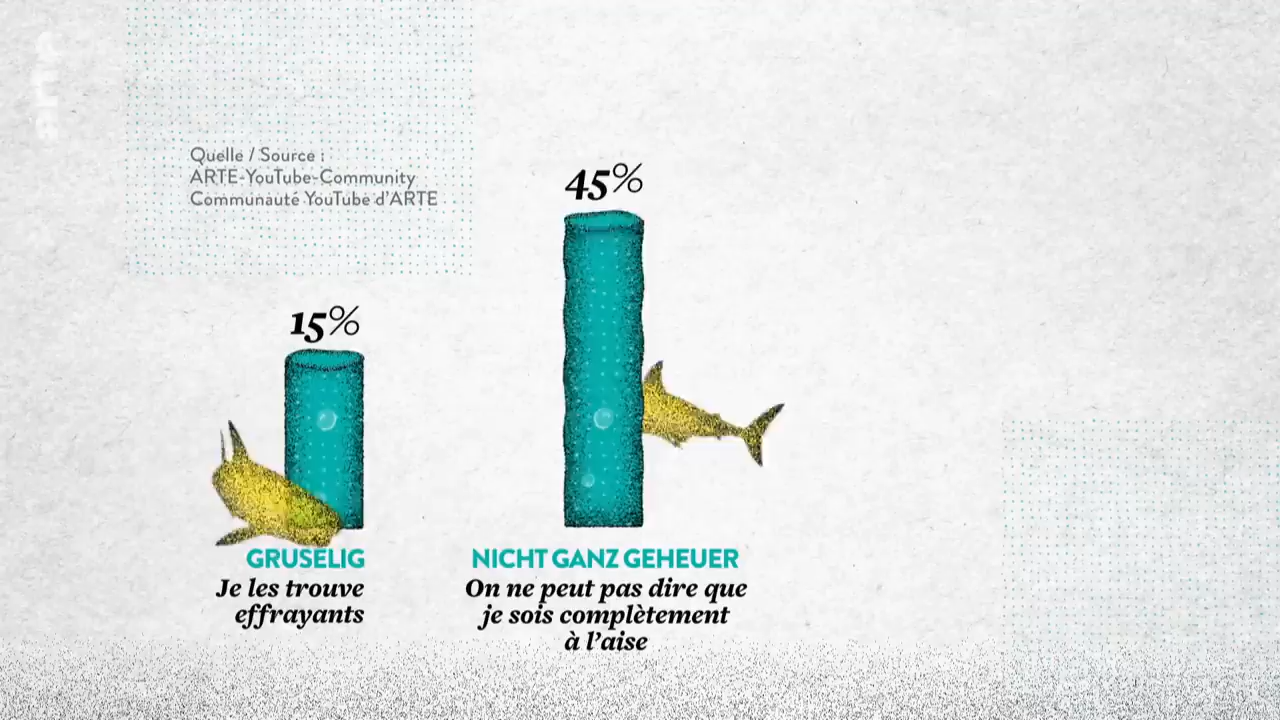 arte
Quelle / Source :
ARTE-YouTube-Community
Communauté YouTube d'ARTE
45%
15%
GRUSELIG
Je les trouve
effrayants
NICHT GANZ GEHEUER
On ne peut pas dire que
je sois complètement
à l'aise